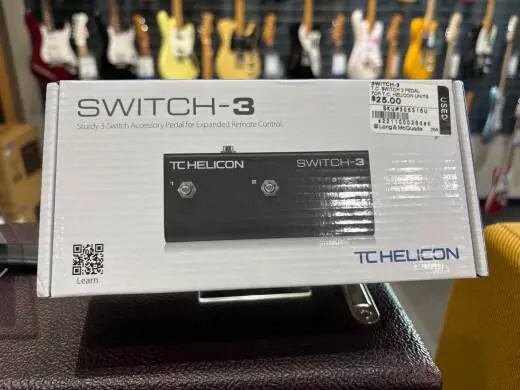 SWITCH-3
Sturdy 3-Switch Accessory Pedal for Expanded Remote Control.
TC HELICON SWITCH-3
1 2
TC HELICON
Learn
SWITCH-3
T.C. SWITCH 3 PEDAL
FOR T.C. HELICON UNITS
$25.00
Long & McQuade
USED